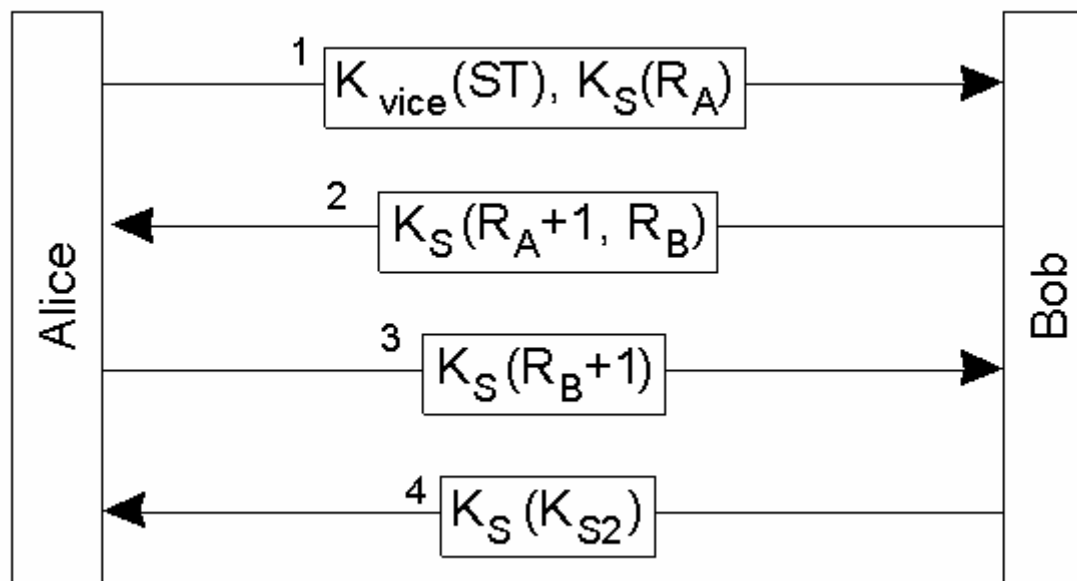 Alice
Bob
1
K_vice(ST), K_S(R_A)
2
K_S(R_A+1, R_B)
3
K_S(R_B+1)
4
K_S(K_S2)